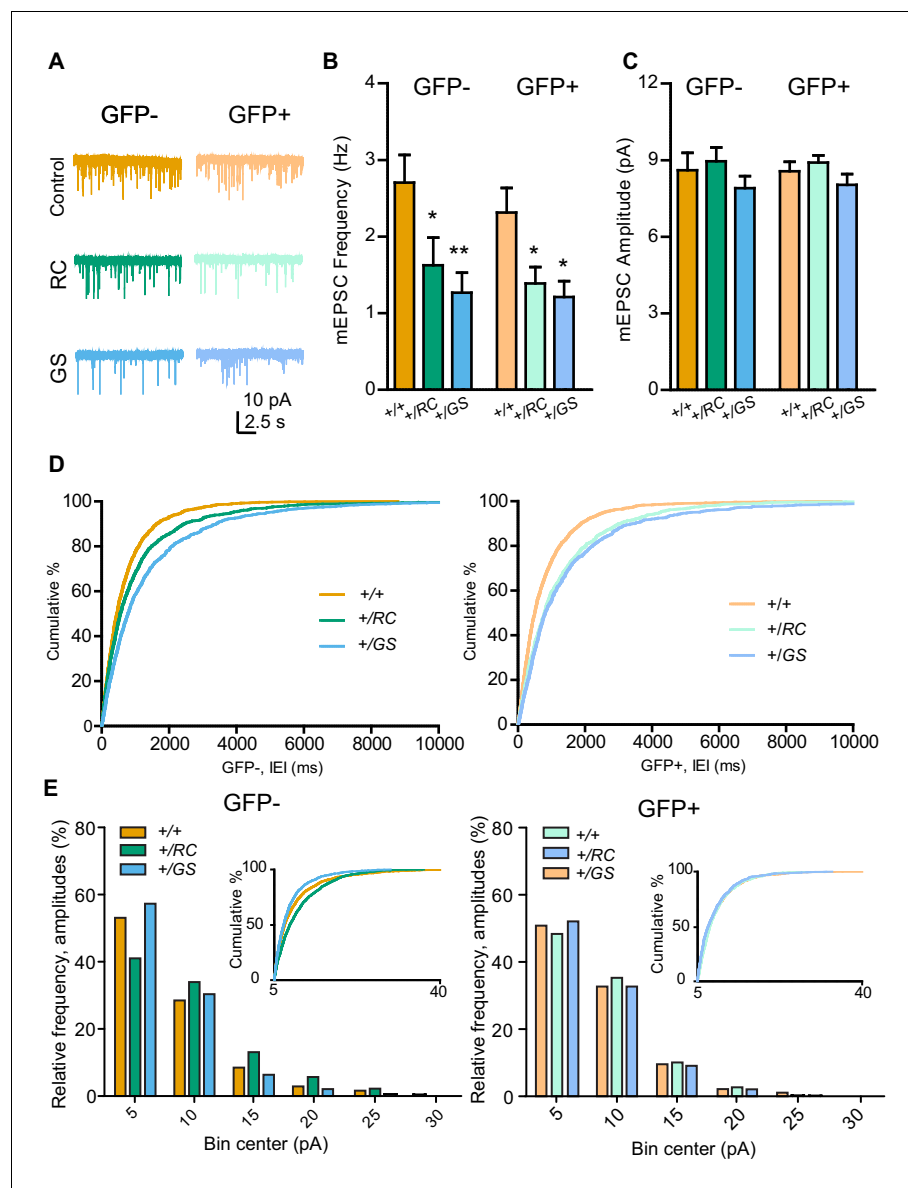 A
GFP-
GFP+
Control
RC
GS
10 pA
2.5 s
B
GFP-
GFP+
mEPSC Frequency (Hz)
4
3
2
1
0
*
**
*
*
+/+
+/RC
+/GS
+/+
+/RC
+/GS
C
GFP-
GFP+
mEPSC Amplitude (pA)
12
9
6
3
0
+/+
+/RC
+/GS
+/+
+/RC
+/GS
D
Cumulative %
100
80
60
40
20
0
+/+
+/RC
+/GS
0 2000 4000 6000 8000 10000
GFP-, IEI (ms)
Cumulative %
100
80
60
40
20
0
+/+
+/RC
+/GS
0 2000 4000 6000 8000 10000
GFP+, IEI (ms)
E
GFP-
Relative frequency, amplitudes (%)
80
60
40
20
0
+/+
+/RC
+/GS
Cumulative %
100
50
0
5 40
5 10 15 20 25 30
Bin center (pA)
GFP+
Relative frequency, amplitudes (%)
80
60
40
20
0
+/+
+/RC
+/GS
Cumulative %
100
50
0
5 40
5 10 15 20 25 30
Bin center (pA)